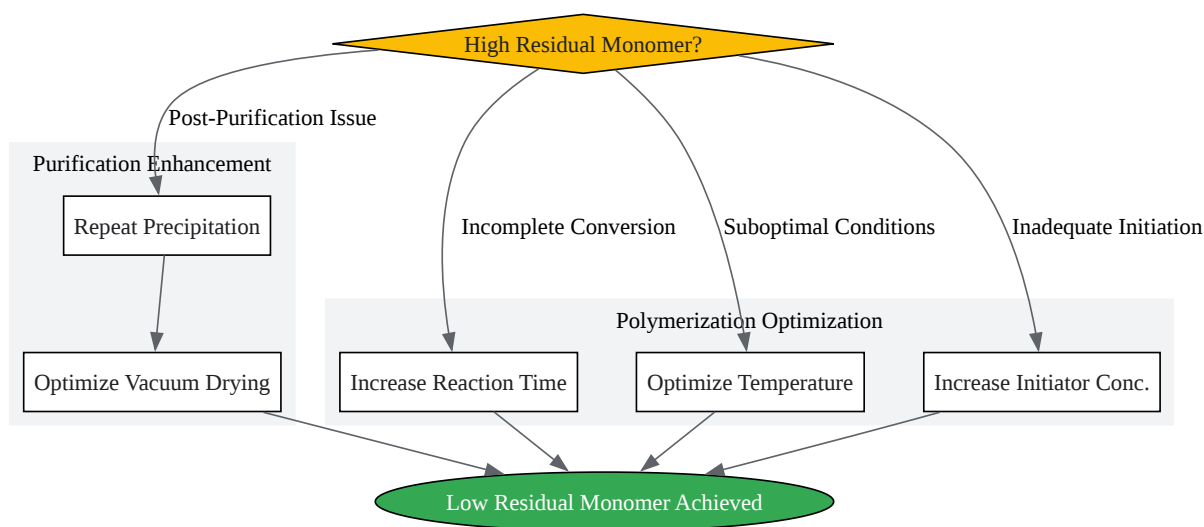 High Residual Monomer?
Post-Purification Issue
Purification Enhancement
Repeat Precipitation
Incomplete Conversion
Suboptimal Conditions
Inadequate Initiation
Polymerization Optimization
Optimize Vacuum Drying
Increase Reaction Time
Optimize Temperature
Increase Initiator Conc.
Low Residual Monomer Achieved